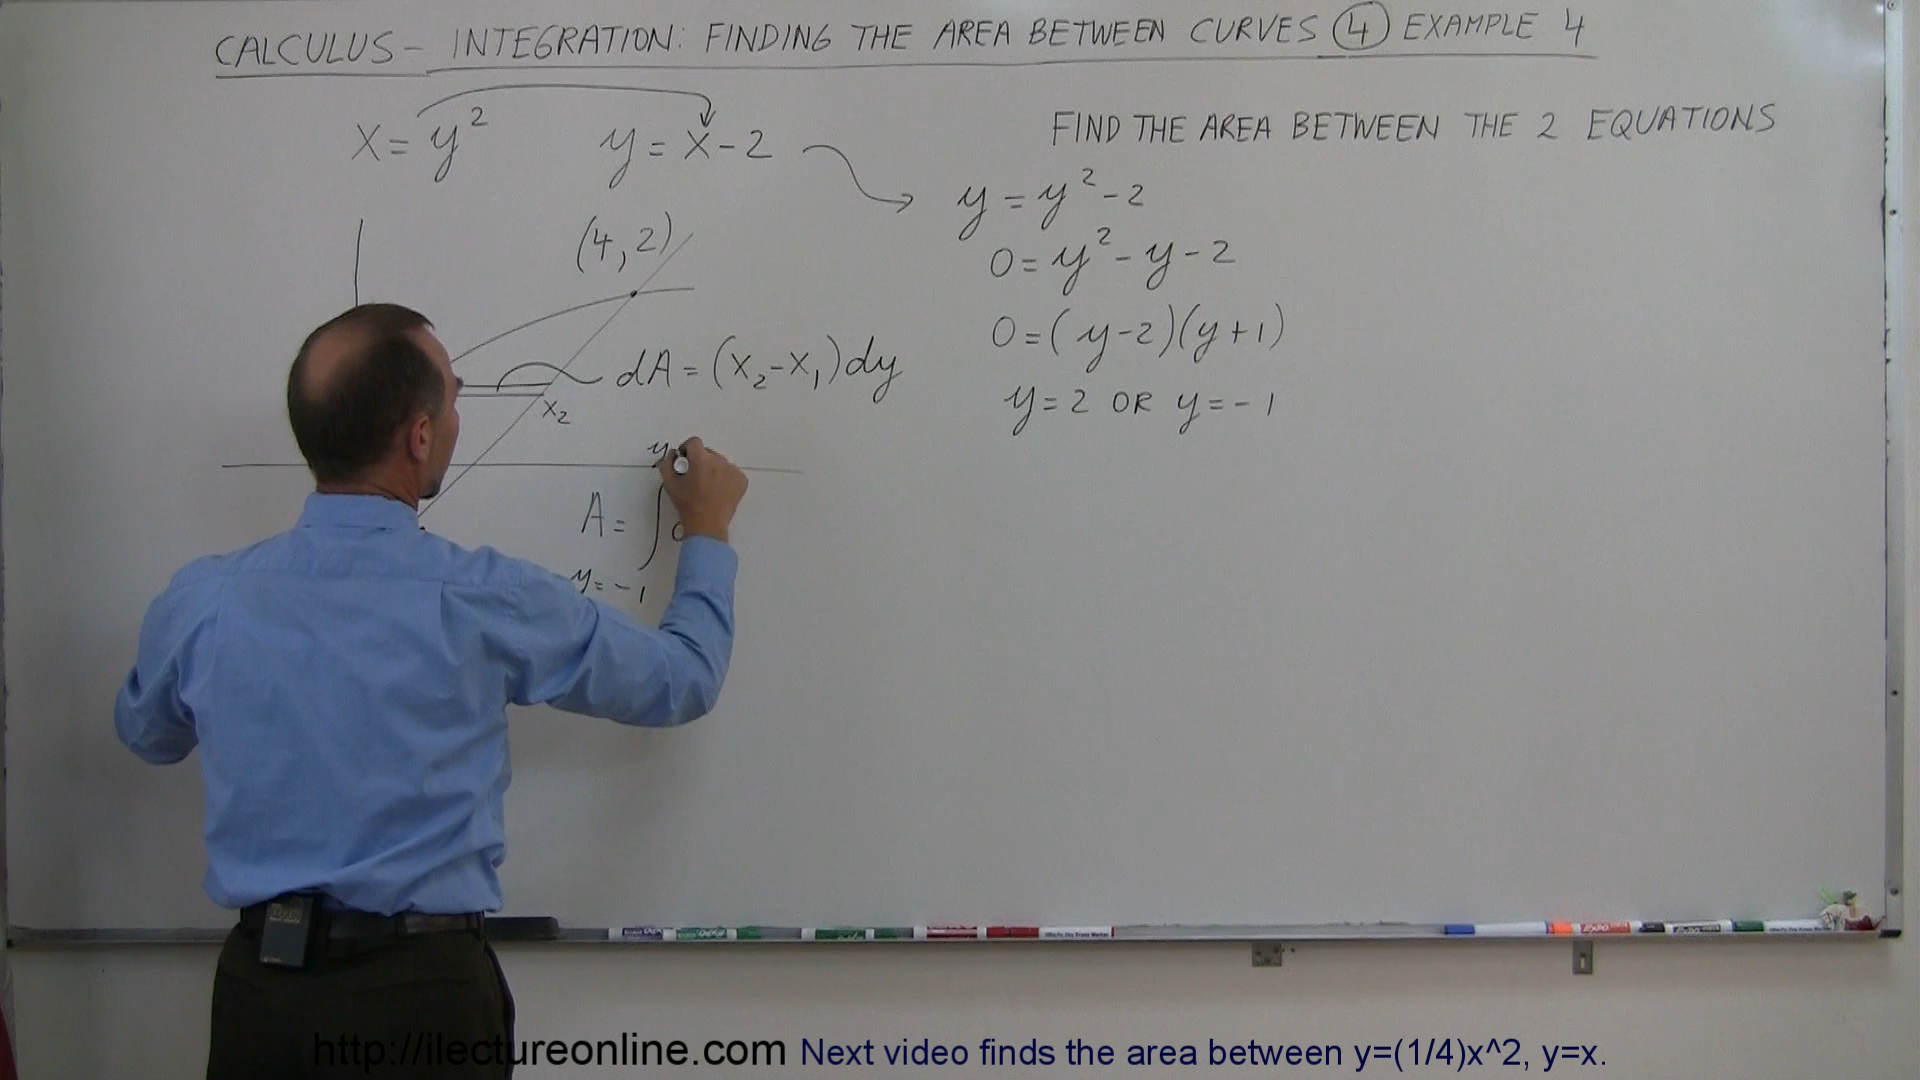 CALCULUS - INTEGRATION: FINDING THE AREA BETWEEN CURVES ④ EXAMPLE 4
x = y² y = x - 2
FIND THE AREA BETWEEN THE 2 EQUATIONS
y = y² - 2
0 = y² - y - 2
0 = (y - 2)(y + 1)
y = 2 OR y = - 1
(4, 2)
dA = (x₂ - x₁) dy
x₂
y
A = ∫
y = - 1
http://ilectureonline.com Next video finds the area between y=(1/4)x^2, y=x.